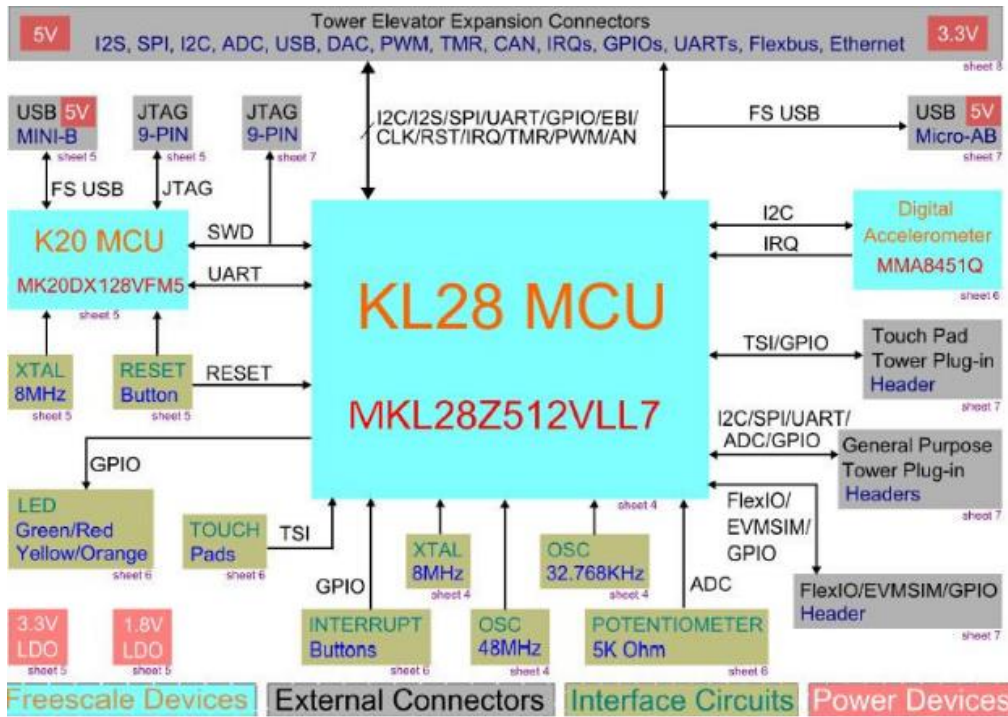 Tower Elevator Expansion Connectors
5V
3.3V
I2S, SPI, I2C, ADC, USB, DAC, PWM, TMR, CAN, IRQs, GPIOs, UARTs, Flexbus, Ethernet
sheet 8
USB 5V
MINI-B
sheet 5
JTAG
9-PIN
sheet 5
JTAG
9-PIN
sheet 7
I2C/I2S/SPI/UART/GPIO/EBI/
CLK/RST/IRQ/TMR/PWM/AN
FS USB
USB 5V
Micro-AB
sheet 7
FS USB
JTAG
K20 MCU
MK20DX128VFM5
sheet 5
SWD
UART
KL28 MCU
MKL28Z512VLL7
sheet 4
I2C
IRQ
Digital
Accelerometer
MMA8451Q
sheet 6
XTAL
8MHz
sheet 5
RESET
Button
sheet 5
RESET
TSI/GPIO
Touch Pad
Tower Plug-in
Header
sheet 7
I2C/SPI/UART/
ADC/GPIO
General Purpose
Tower Plug-in
Headers
sheet 7
GPIO
LED
Green/Red
Yellow/Orange
sheet 6
TOUCH
Pads
sheet 6
TSI
GPIO
XTAL
8MHz
sheet 4
OSC
32.768KHz
sheet 4
ADC
FlexIO/
EVMSIM/
GPIO
FlexIO/EVMSIM/GPIO
Header
sheet 7
3.3V
LDO
sheet 5
1.8V
LDO
sheet 5
INTERRUPT
Buttons
sheet 6
OSC
48MHz
sheet 4
POTENTIOMETER
5K Ohm
sheet 6
Freescale Devices
External Connectors
Interface Circuits
Power Devices